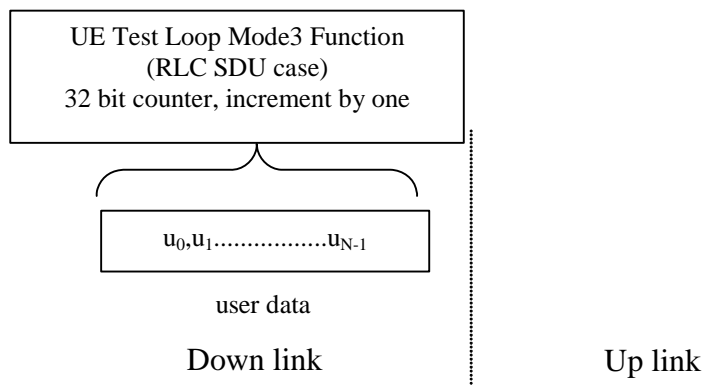 UE Test Loop Mode3 Function
(RLC SDU case)
32 bit counter, increment by one
u0,u1..................uN-1
user data
Down link
Up link